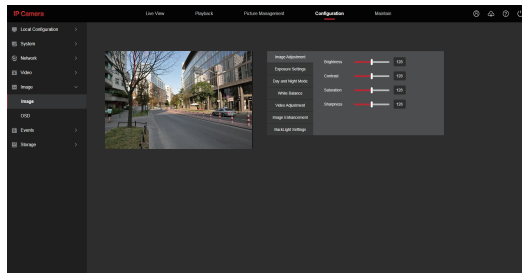 IP Camera
Live View Playback Picture Management Configuration Maintain
Local Configuration
System
Network
Video
Image
Image
OSD
Events
Storage
Image Adjustment
Exposure Settings
Day and Night Mode
White Balance
Video Adjustment
Image Enhancement
BackLight Settings
Brightness 128
Contrast 128
Saturation 128
Sharpness 128